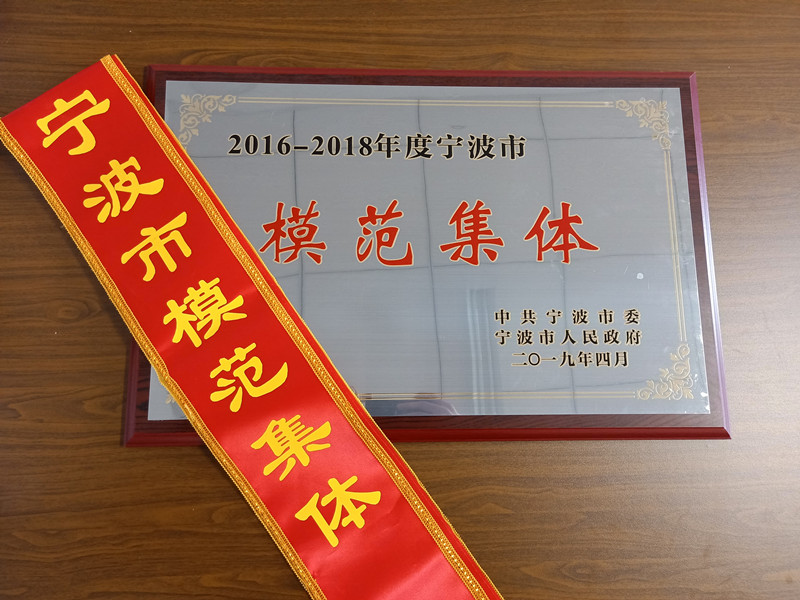 宁波市模范集体
2016-2018年度宁波市
模范集体
中共宁波市委
宁波市人民政府
二〇一九年四月